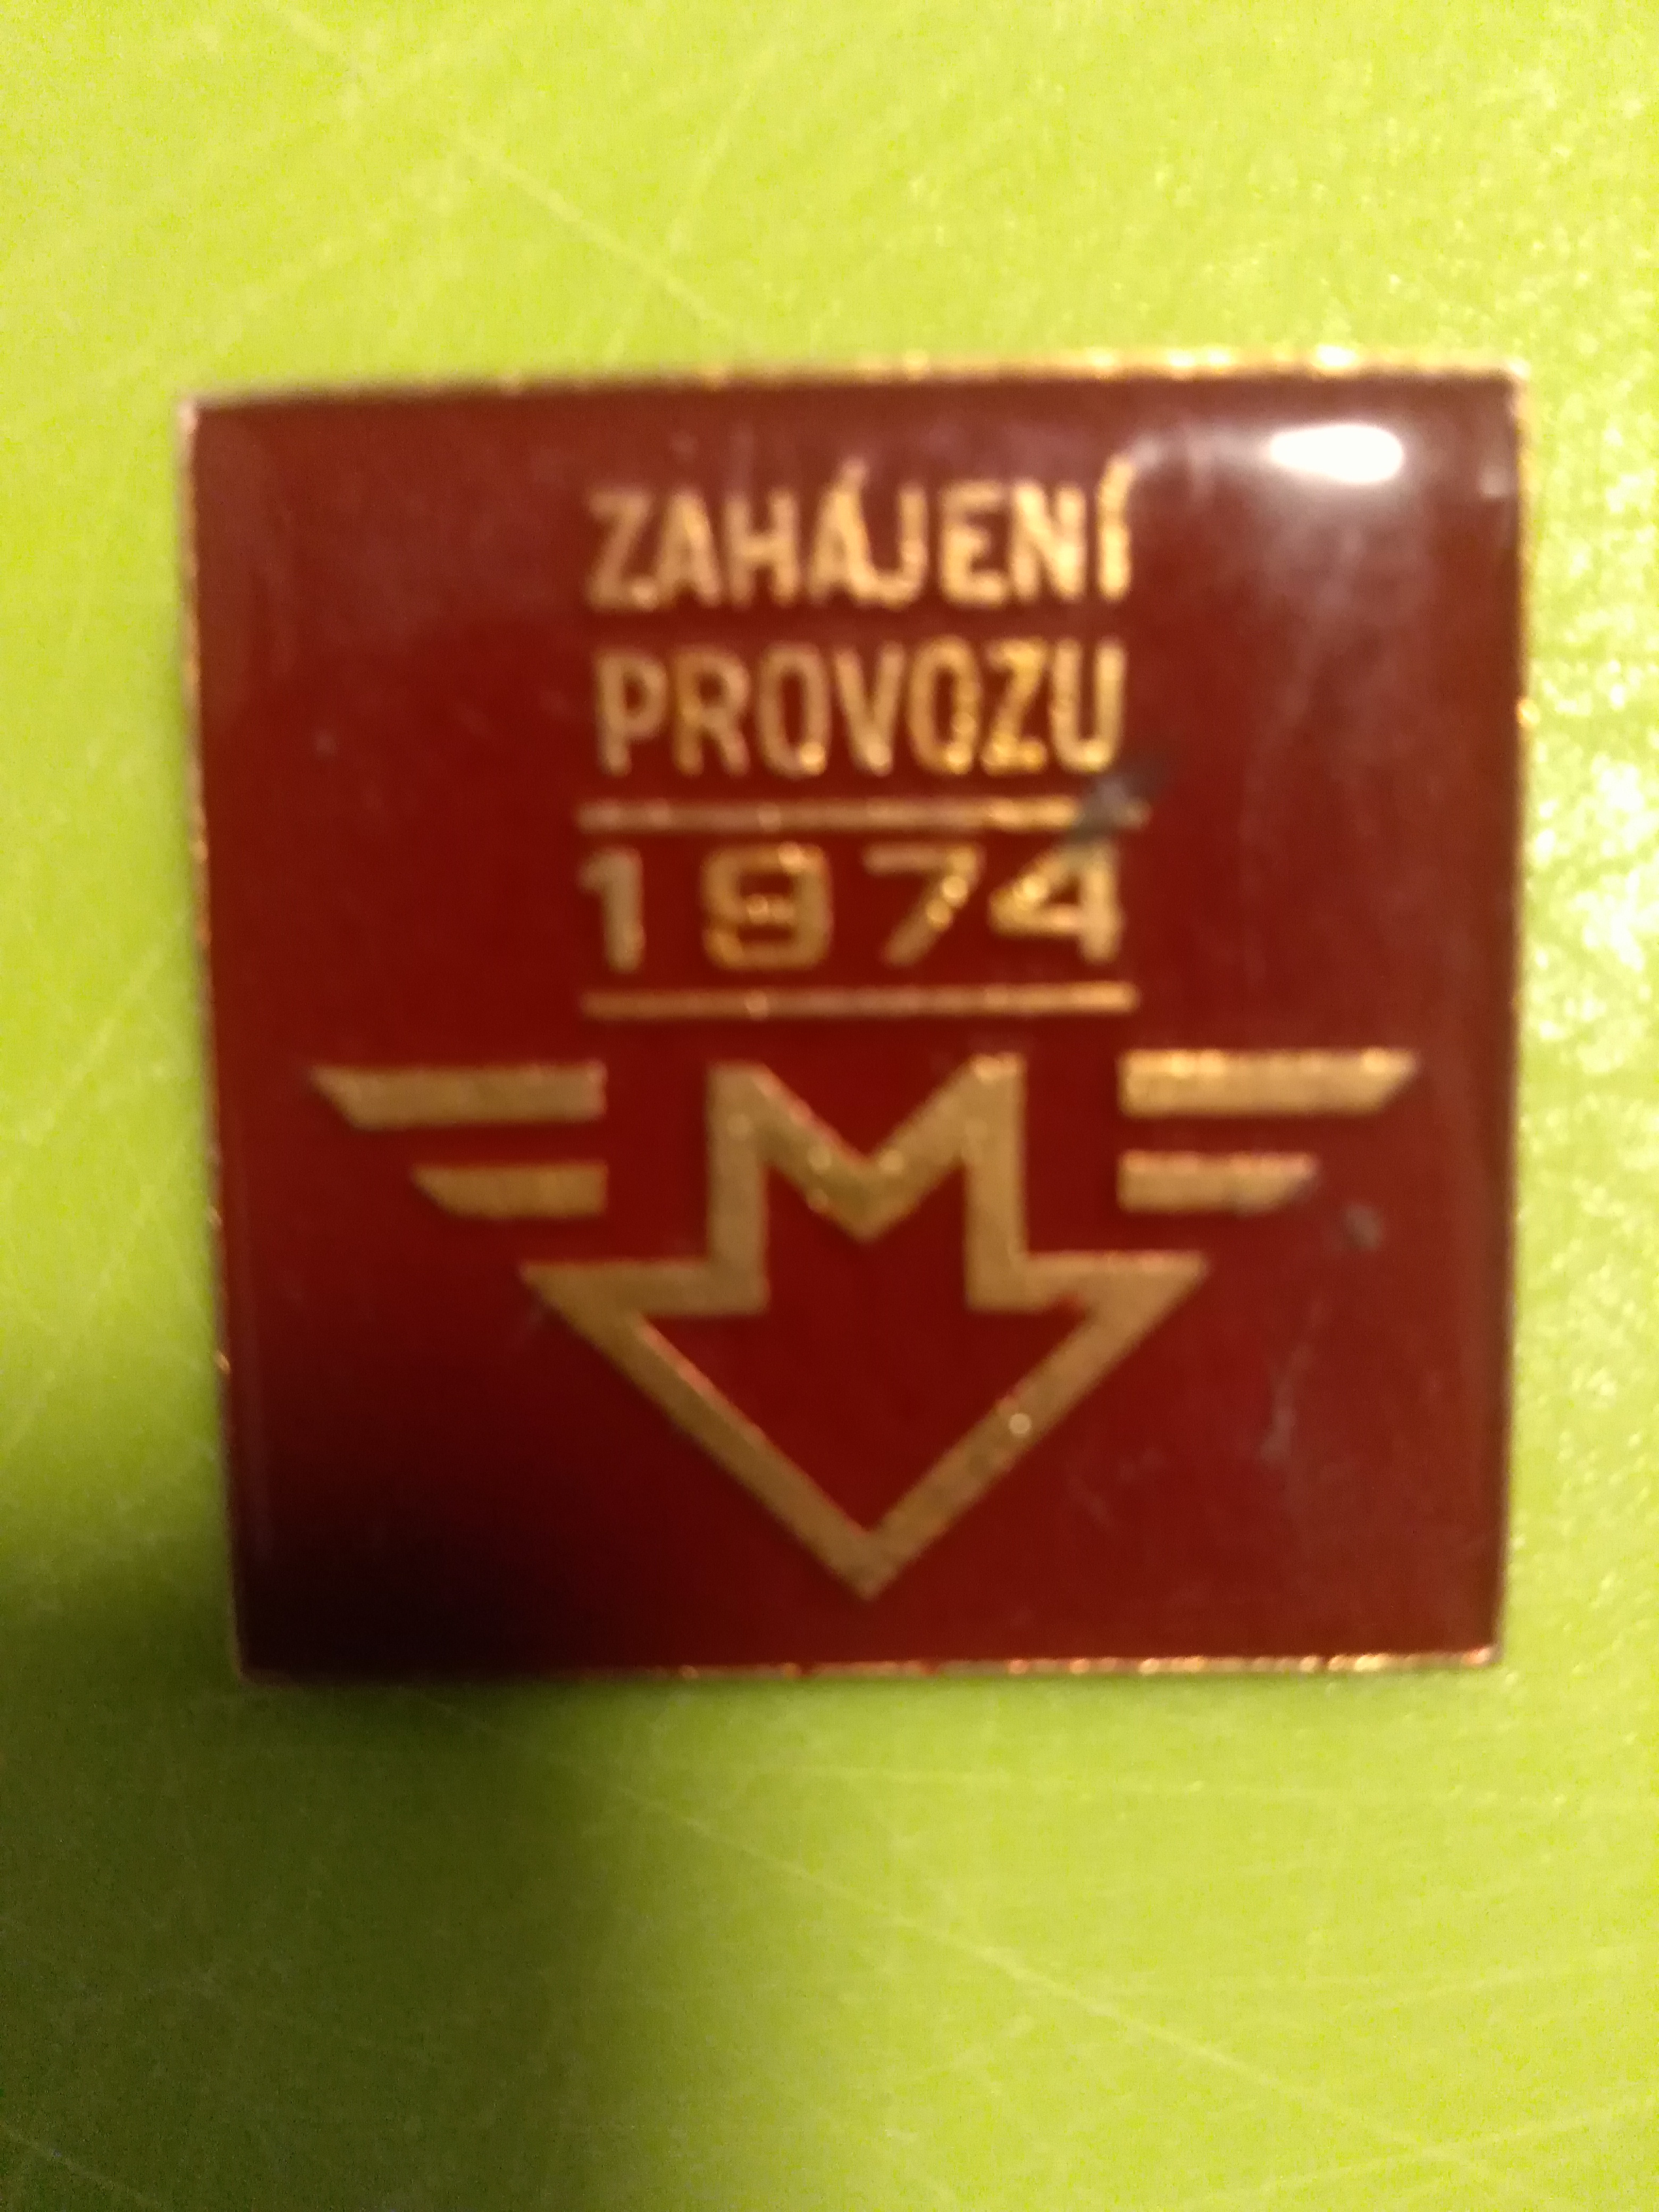 ZAHÁJENÍ
PROVOZU
1974
M